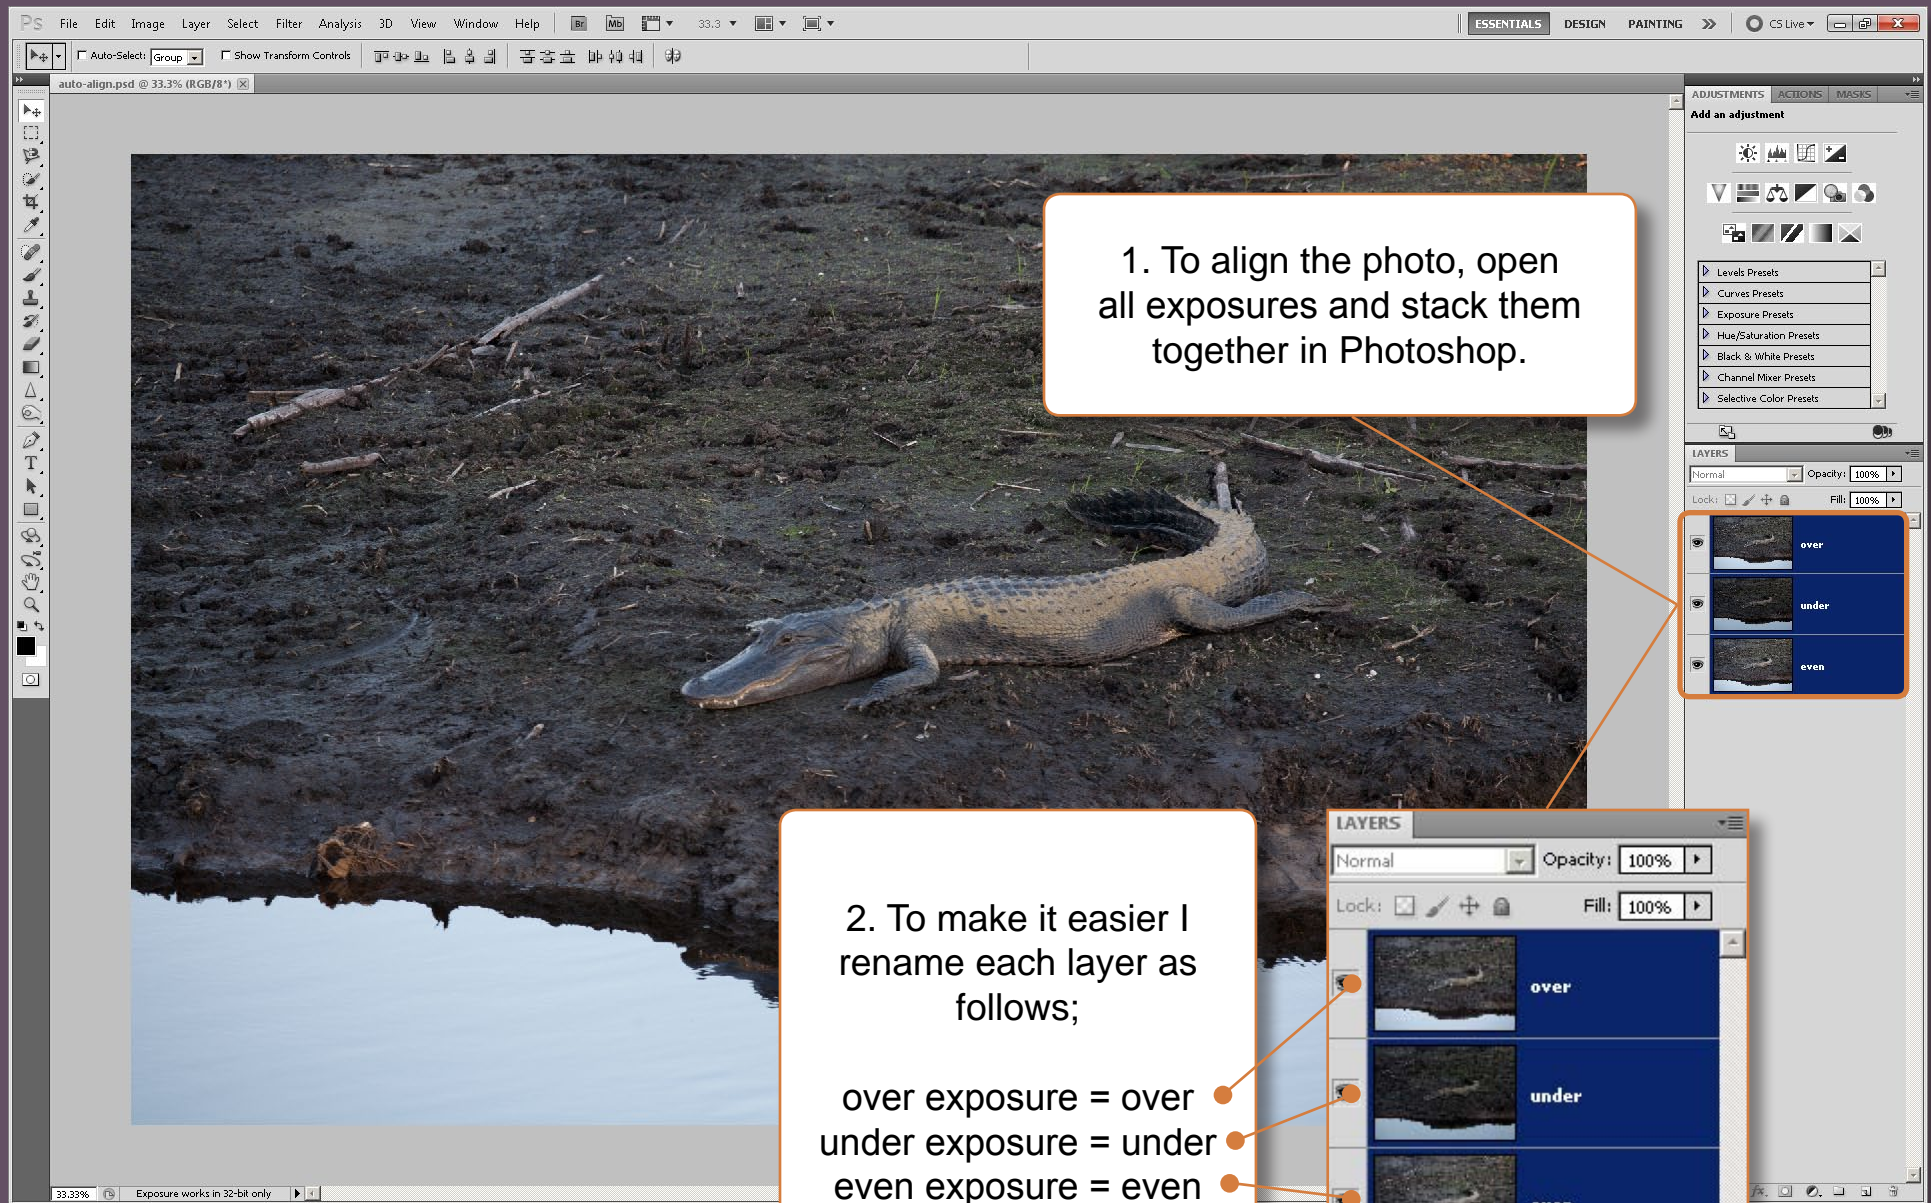 Ps File Edit Image Layer Select Filter Analysis 3D View Window Help Br Mb 33.3 ESSENTIALS DESIGN PAINTING CS Live
Auto-Select: Group Show Transform Controls
auto-align.psd @ 33.3% (RGB/8*)
ADJUSTMENTS ACTIONS MASKS
Add an adjustment
Levels Presets
Curves Presets
Exposure Presets
Hue/Saturation Presets
Black & White Presets
Channel Mixer Presets
Selective Color Presets
LAYERS
Normal Opacity: 100%
Lock: Fill: 100%
over
under
even
1. To align the photo, open
all exposures and stack them
together in Photoshop.
2. To make it easier I
rename each layer as
follows;
over exposure = over
under exposure = under
even exposure = even
LAYERS
Normal Opacity: 100%
Lock: Fill: 100%
over
under
33.33% Exposure works in 32-bit only